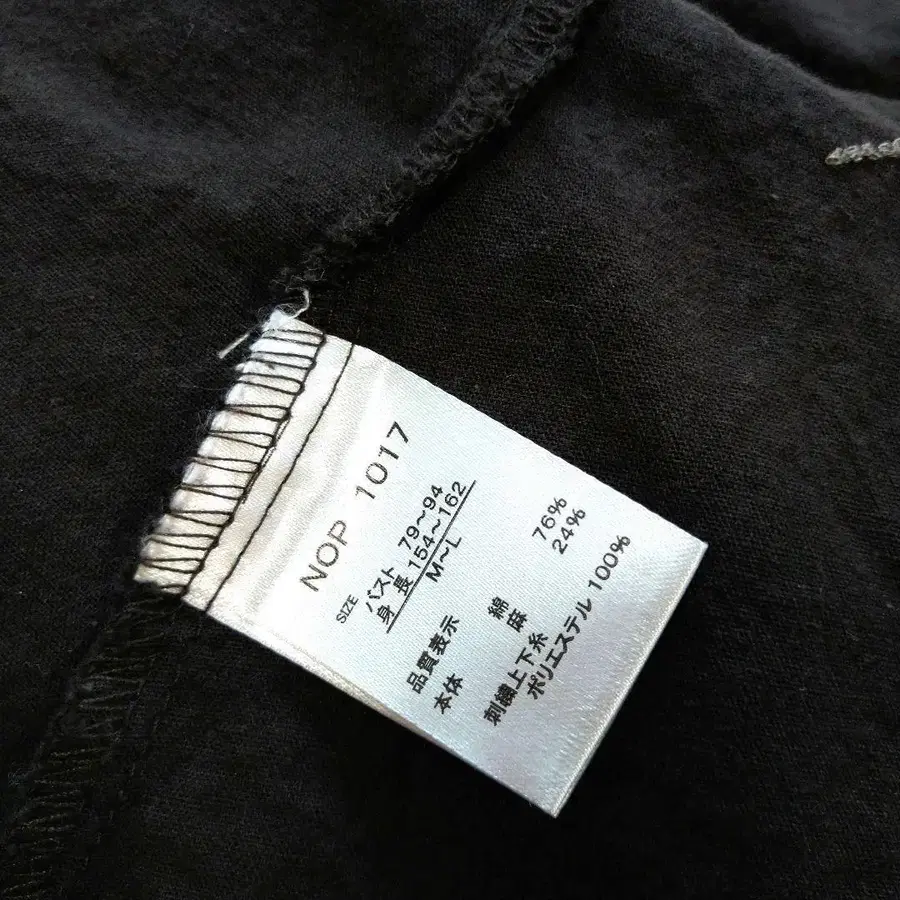 NOP 1017
SIZE
バスト 79～94
身長 154～162
M～L
品質表示
本体 綿 76%
麻 24%
刺繍上下糸
ポリエステル 100%